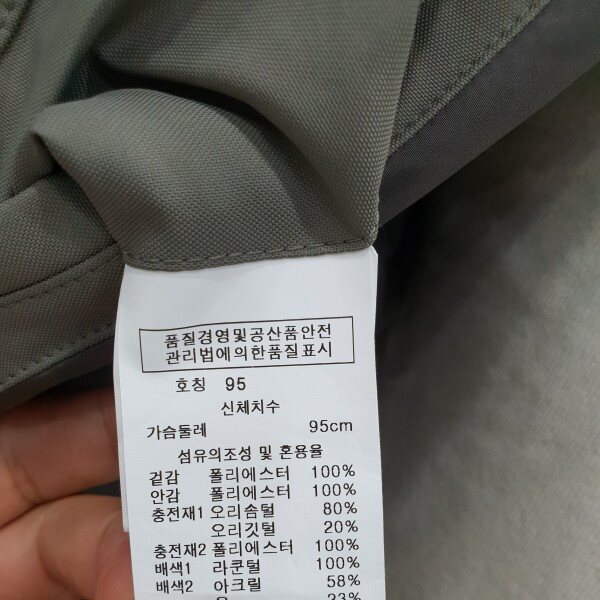 품질경영및공산품안전
관리법에의한품질표시
호칭 95
신체치수
가슴둘레 95cm
섬유의조성 및 혼용율
겉감 폴리에스터 100%
안감 폴리에스터 100%
충전재1 오리솜털 80%
오리깃털 20%
충전재2 폴리에스터 100%
배색1 라쿤털 100%
배색2 아크릴 58%
23%